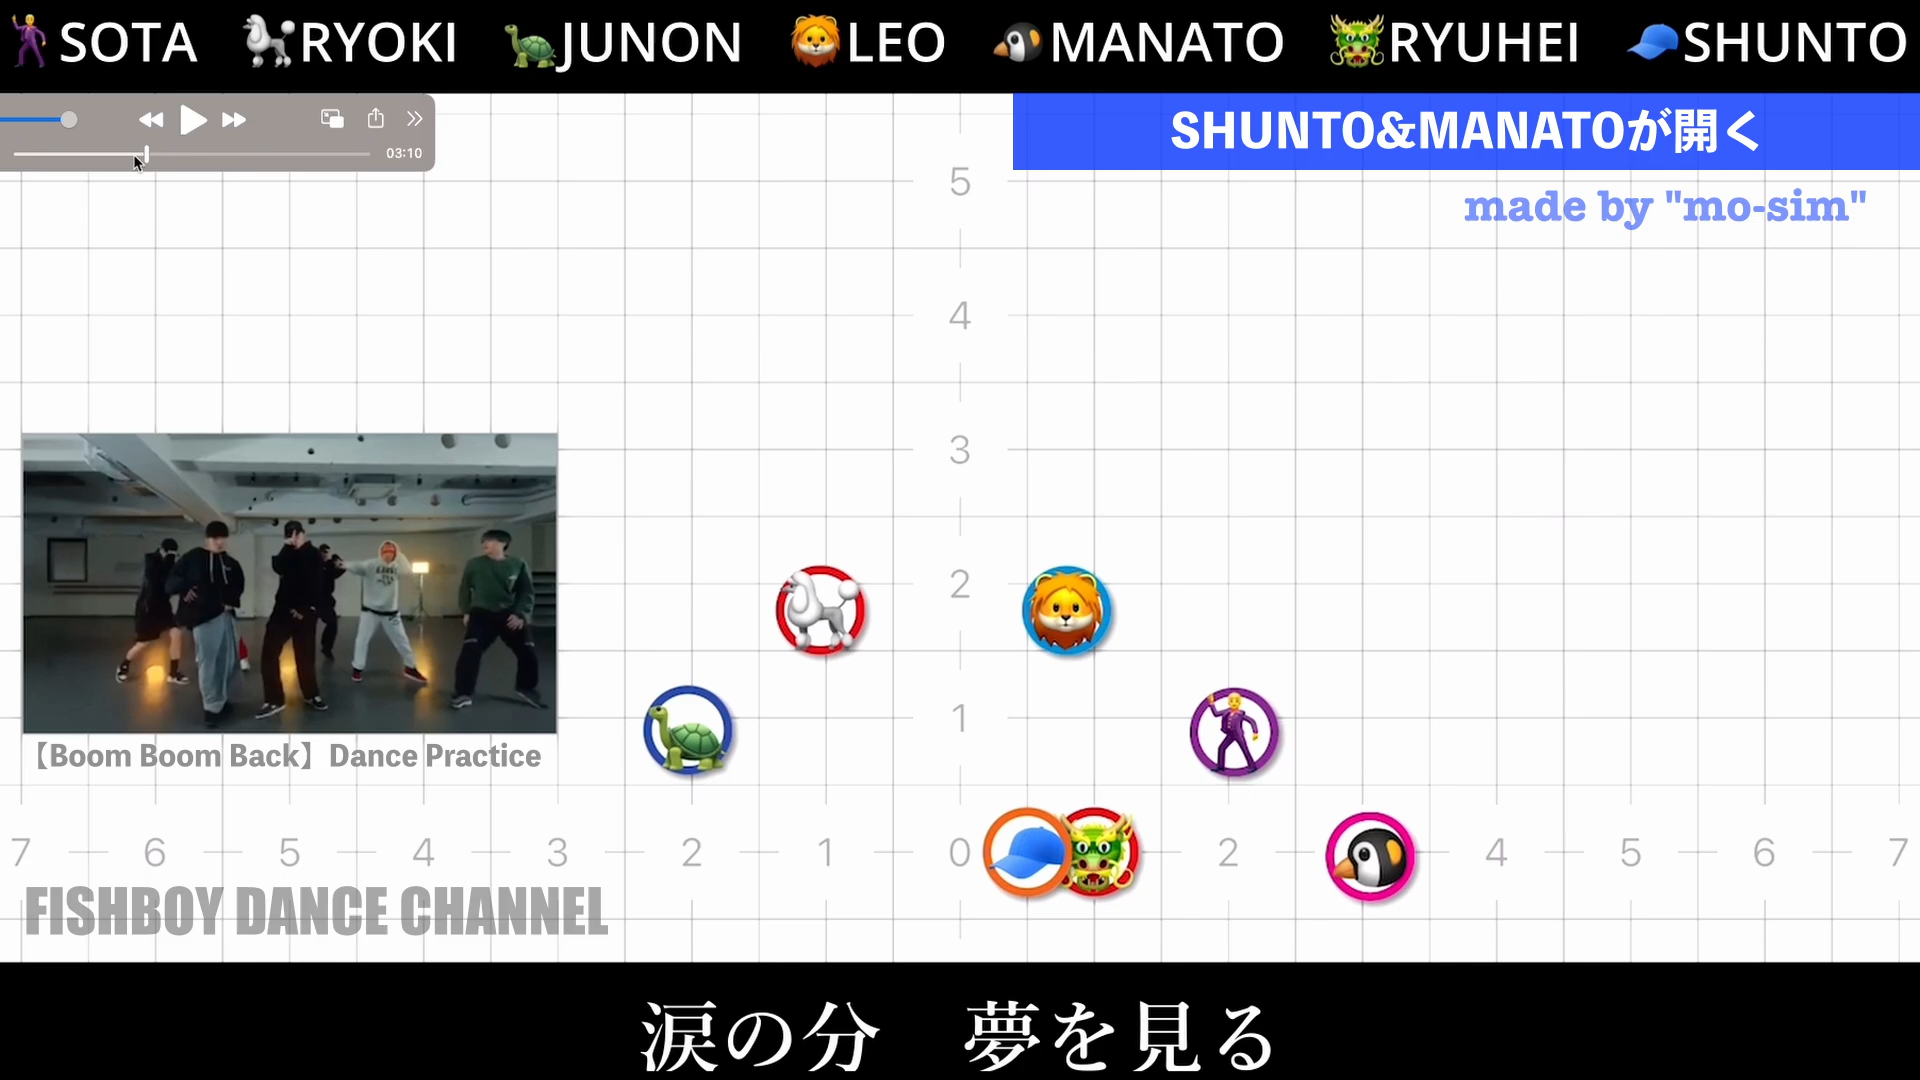 SOTA RYOKI JUNON LEO MANATO RYUHEI SHUNTO
03:10
SHUNTO&MANATOが開く
made by "mo-sim"
5
4
3
2
1
【Boom Boom Back】Dance Practice
7 6 5 4 3 2 1 0 2 4 5 6 7
FISHBOY DANCE CHANNEL
涙の分 夢を見る